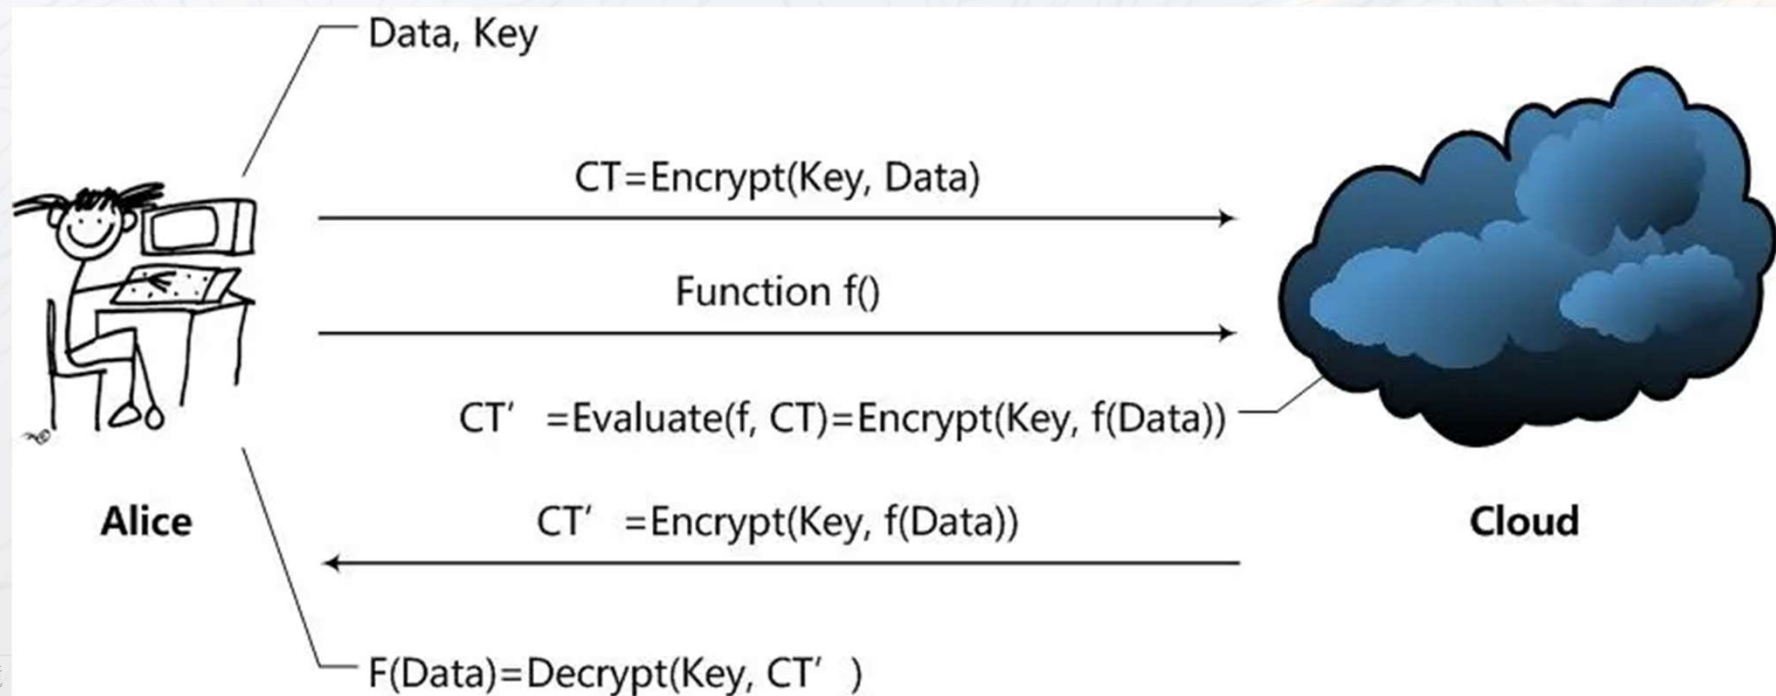 Data, Key
CT=Encrypt(Key, Data)
Function f()
CT′ =Evaluate(f, CT)=Encrypt(Key, f(Data))
Alice
CT′ =Encrypt(Key, f(Data))
Cloud
F(Data)=Decrypt(Key, CT′ )